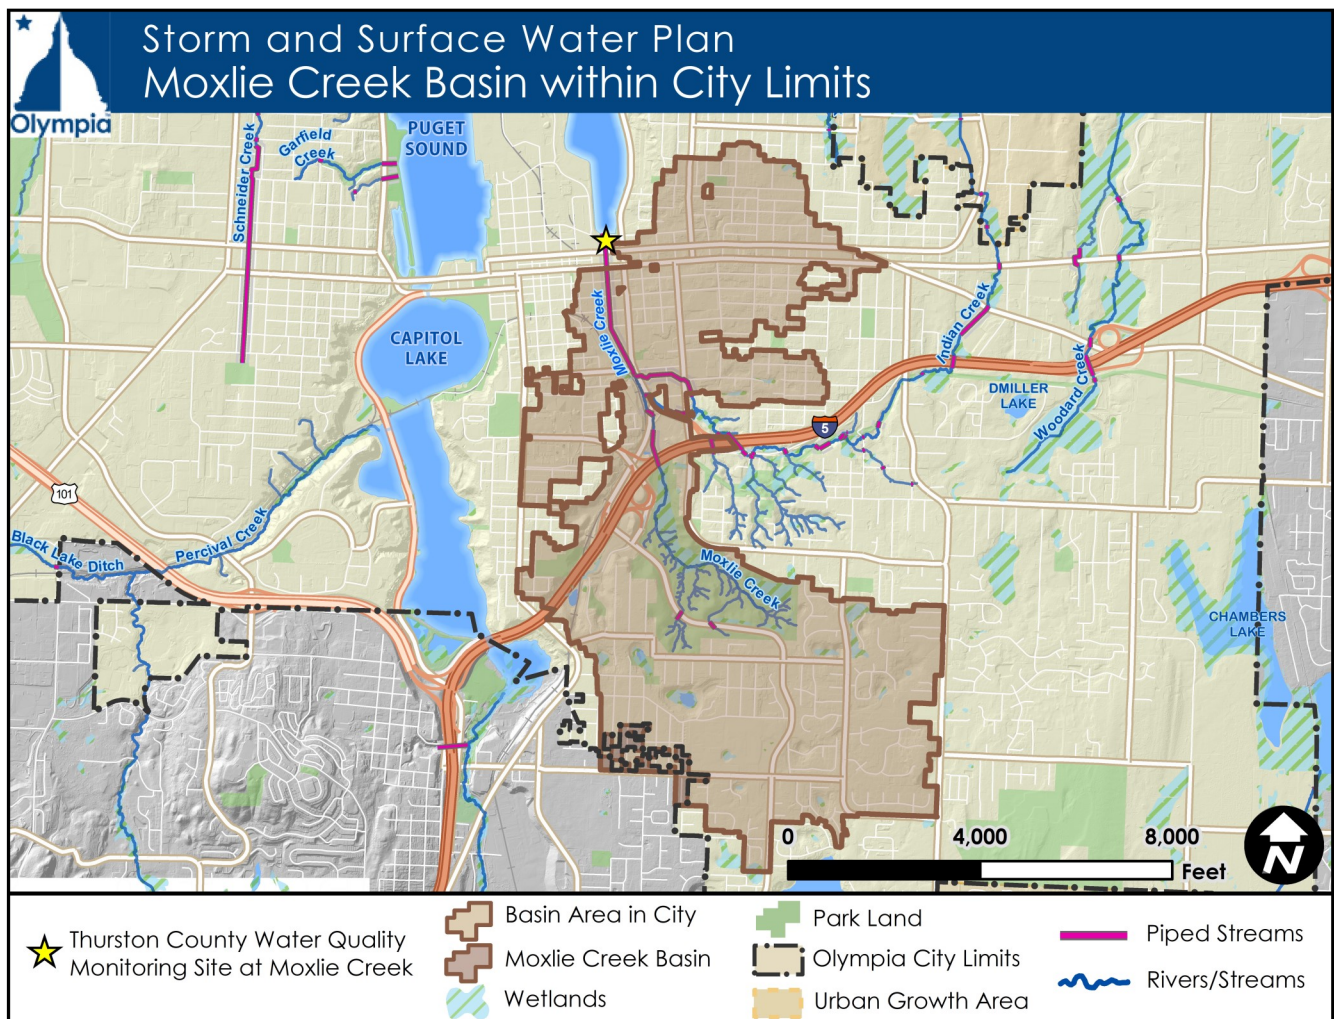 Storm and Surface Water Plan
Moxlie Creek Basin within City Limits
Olympia
PUGET
SOUND
Garfield
Creek
Schneider Creek
Moxlie Creek
CAPITOL
LAKE
Indian Creek
DMILLER
LAKE
Woodard Creek
5
101
Percival Creek
Black Lake Ditch
Moxlie Creek
CHAMBERS
LAKE
0 4,000 8,000
Feet
N
Thurston County Water Quality
Monitoring Site at Moxlie Creek
Basin Area in City
Moxlie Creek Basin
Wetlands
Park Land
Olympia City Limits
Urban Growth Area
Piped Streams
Rivers/Streams